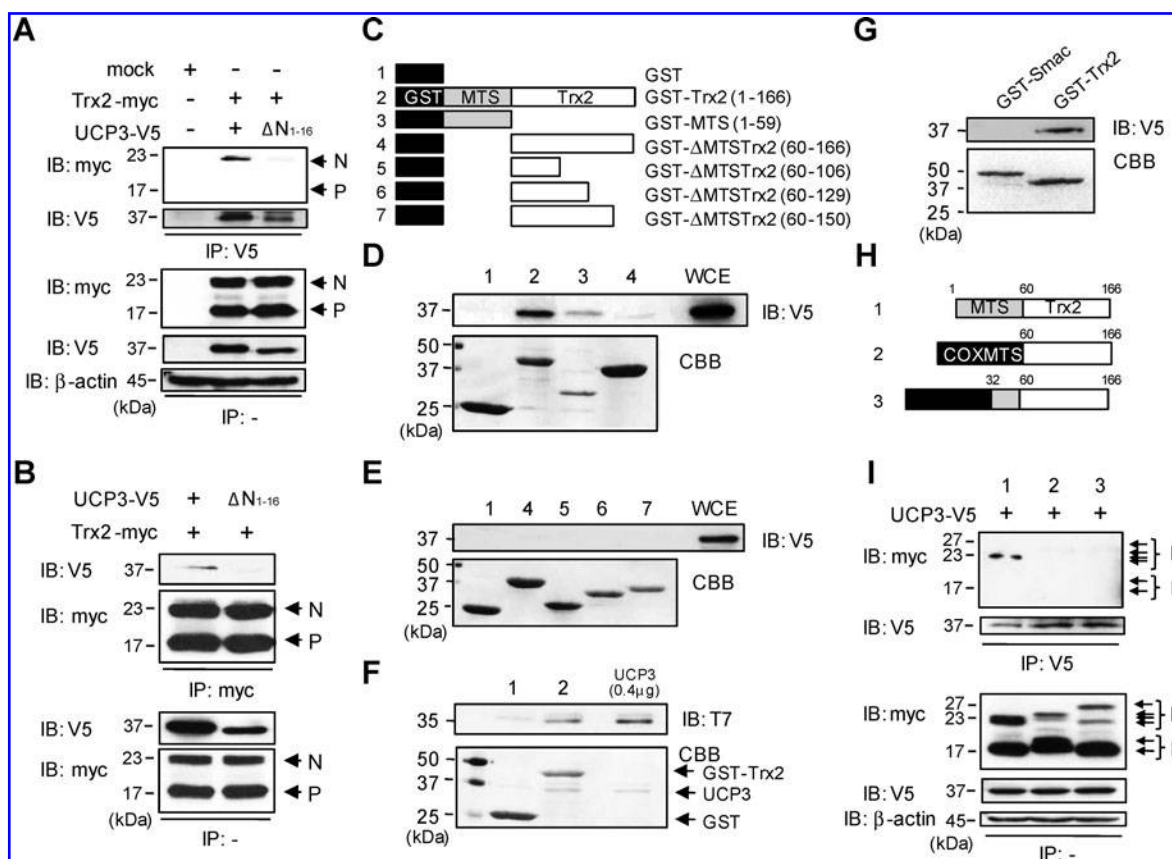 A
mock + - -
Trx2-myc - + +
UCP3-V5 - + ΔN1-16
IB: myc 23 N
17 P
IB: V5 37
IP: V5
IB: myc 23 N
17 P
IB: V5 37
IB: β-actin 45
(kDa) IP: -
B
UCP3-V5 + ΔN1-16
Trx2-myc + +
IB: V5 37
IB: myc 23 N
17 P
IP: myc
IB: V5 37
IB: myc 23 N
17 P
(kDa) IP: -
C
1 GST
2 GST MTS Trx2 GST-Trx2 (1-166)
3 GST-MTS (1-59)
4 GST-ΔMTSTrx2 (60-166)
5 GST-ΔMTSTrx2 (60-106)
6 GST-ΔMTSTrx2 (60-129)
7 GST-ΔMTSTrx2 (60-150)
D
1 2 3 4 WCE
37 IB: V5
50 CBB
37
25
(kDa)
E
1 4 5 6 7 WCE
37 IB: V5
50 CBB
37
25
(kDa)
F
1 2 UCP3 (0.4µg)
35 IB: T7
50 CBB
GST-Trx2
37
UCP3
25 GST
(kDa)
G
GST-Smac GST-Trx2
37 IB: V5
50 CBB
37
25
(kDa)
H
1 60 166
1 MTS Trx2
60 166
2 COXMTS
32 60 166
3
I
1 2 3
UCP3-V5 + + +
27
IB: myc 23
17
IB: V5 37
IP: V5
27
IB: myc 23
17
IB: V5 37
IB: β-actin 45
(kDa) IP: -